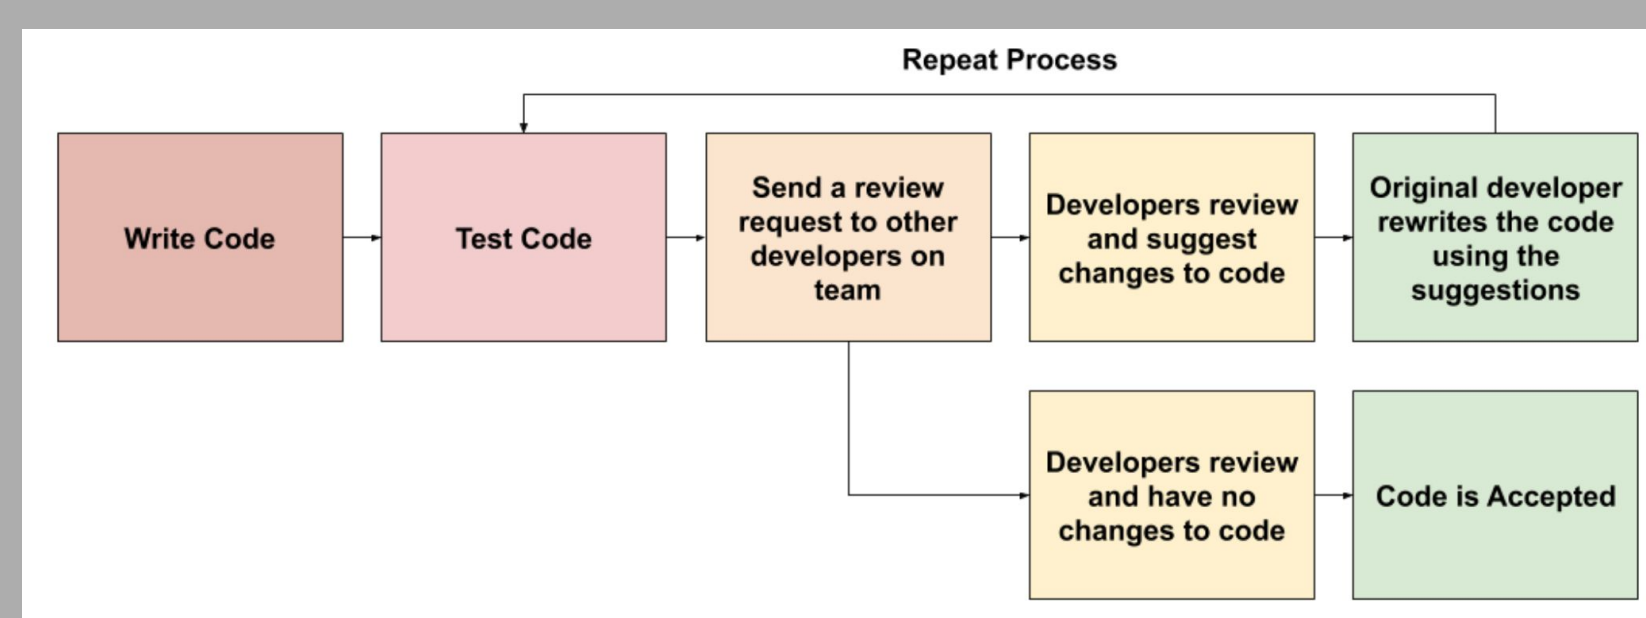 Repeat Process
Write Code
Test Code
Send a review
request to other
developers on
team
Developers review
and suggest
changes to code
Original developer
rewrites the code
using the
suggestions
Developers review
and have no
changes to code
Code is Accepted